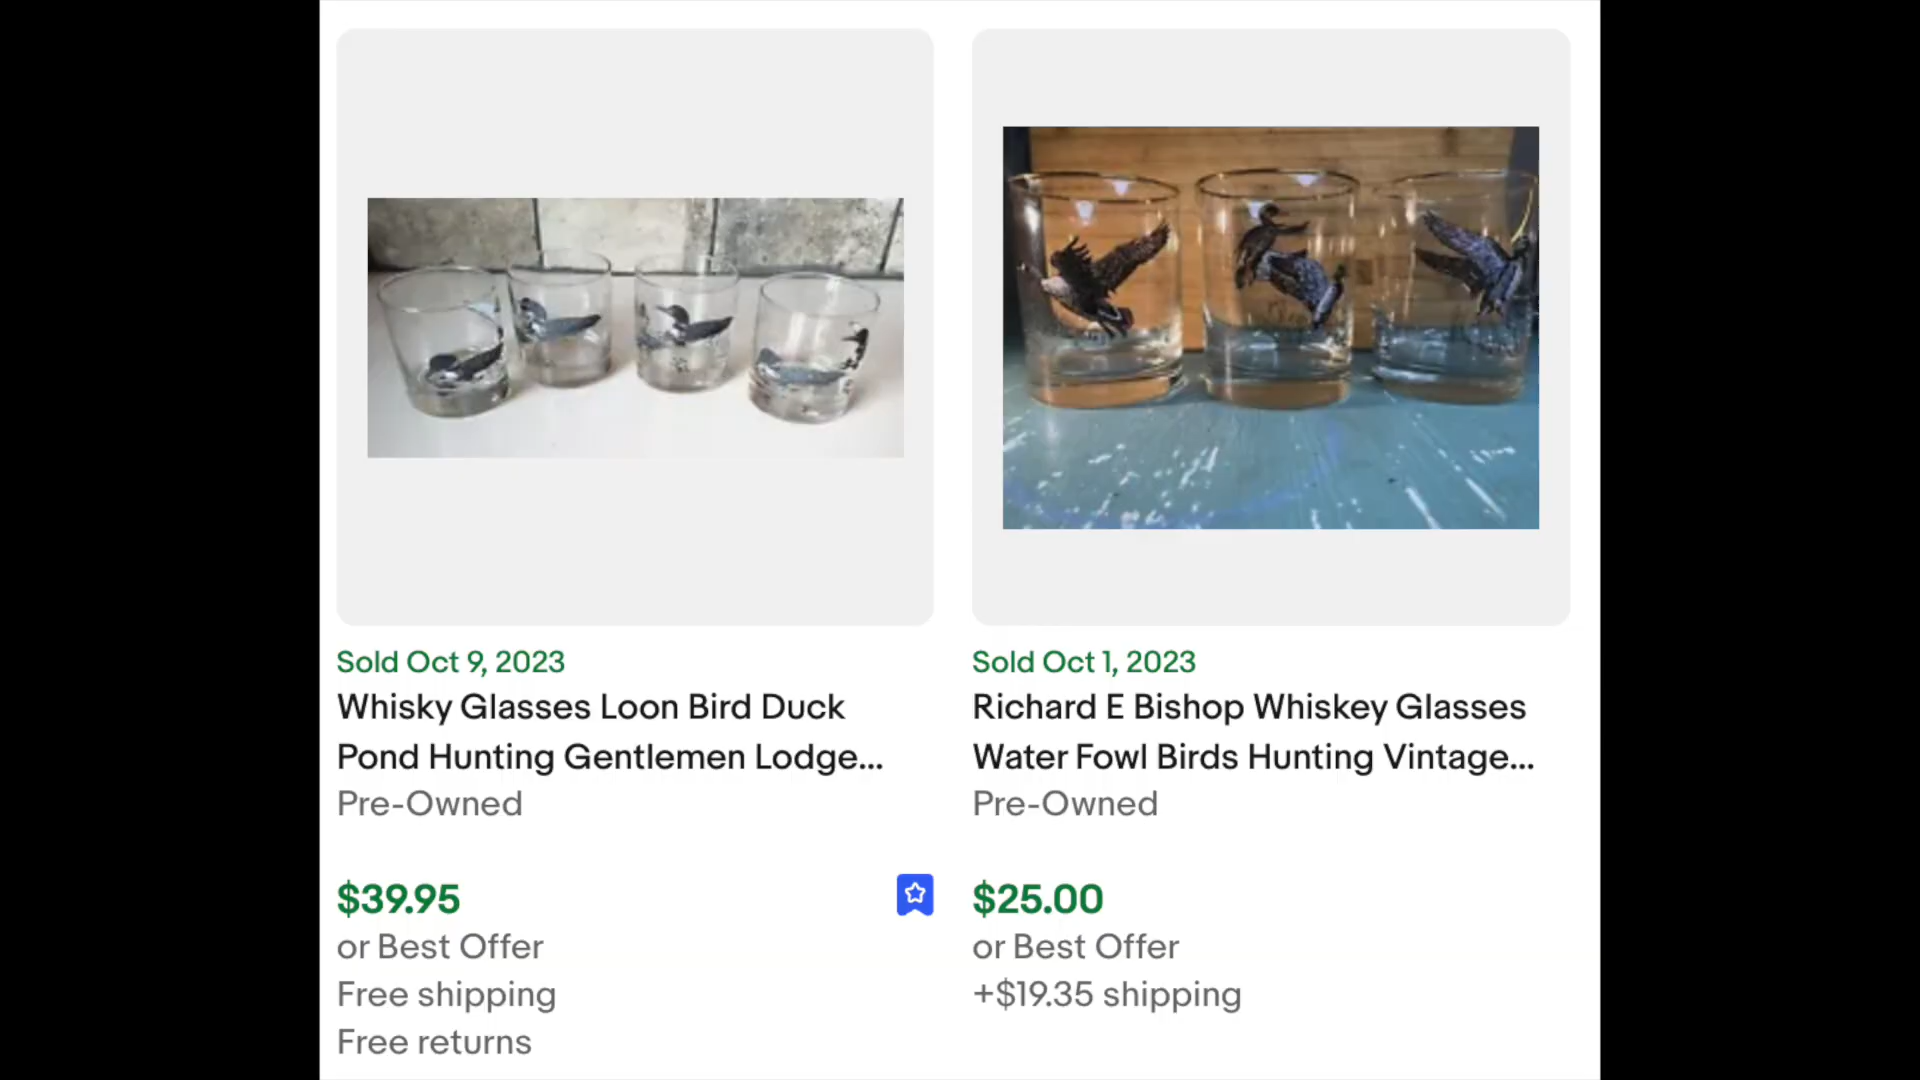 Sold Oct 9, 2023
Whisky Glasses Loon Bird Duck
Pond Hunting Gentlemen Lodge...
Pre-Owned
$39.95
or Best Offer
Free shipping
Free returns
Sold Oct 1, 2023
Richard E Bishop Whiskey Glasses
Water Fowl Birds Hunting Vintage...
Pre-Owned
$25.00
or Best Offer
+$19.35 shipping